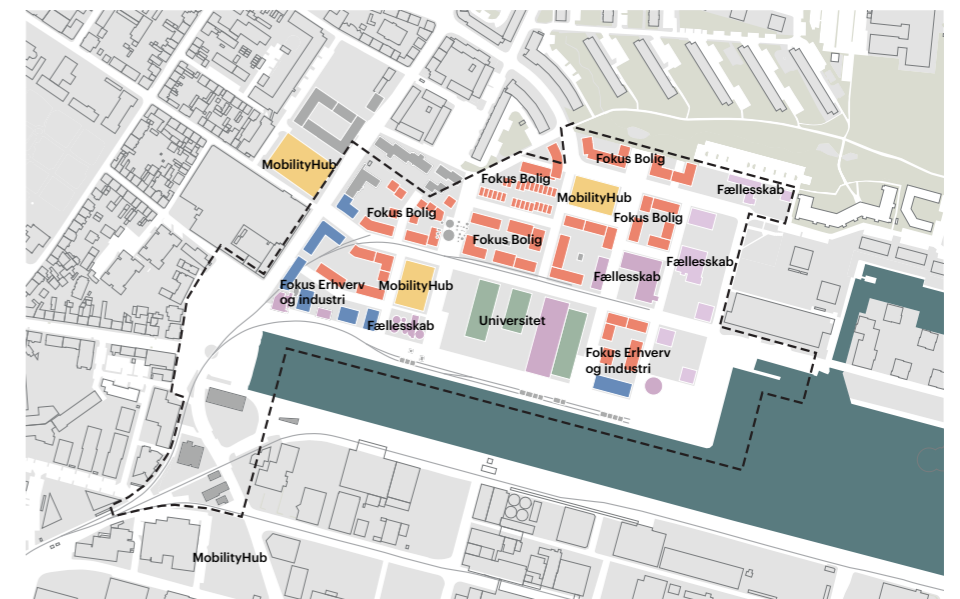 Fokus Bolig
MobilityHub
Fokus Bolig
Fællesskab
MobilityHub
Fokus Bolig
Fokus Bolig
Fokus Bolig
Fællesskab
Fællesskab
Fokus Erhverv
og industri
MobilityHub
Universitet
Fællesskab
Fokus Erhverv
og industri
MobilityHub